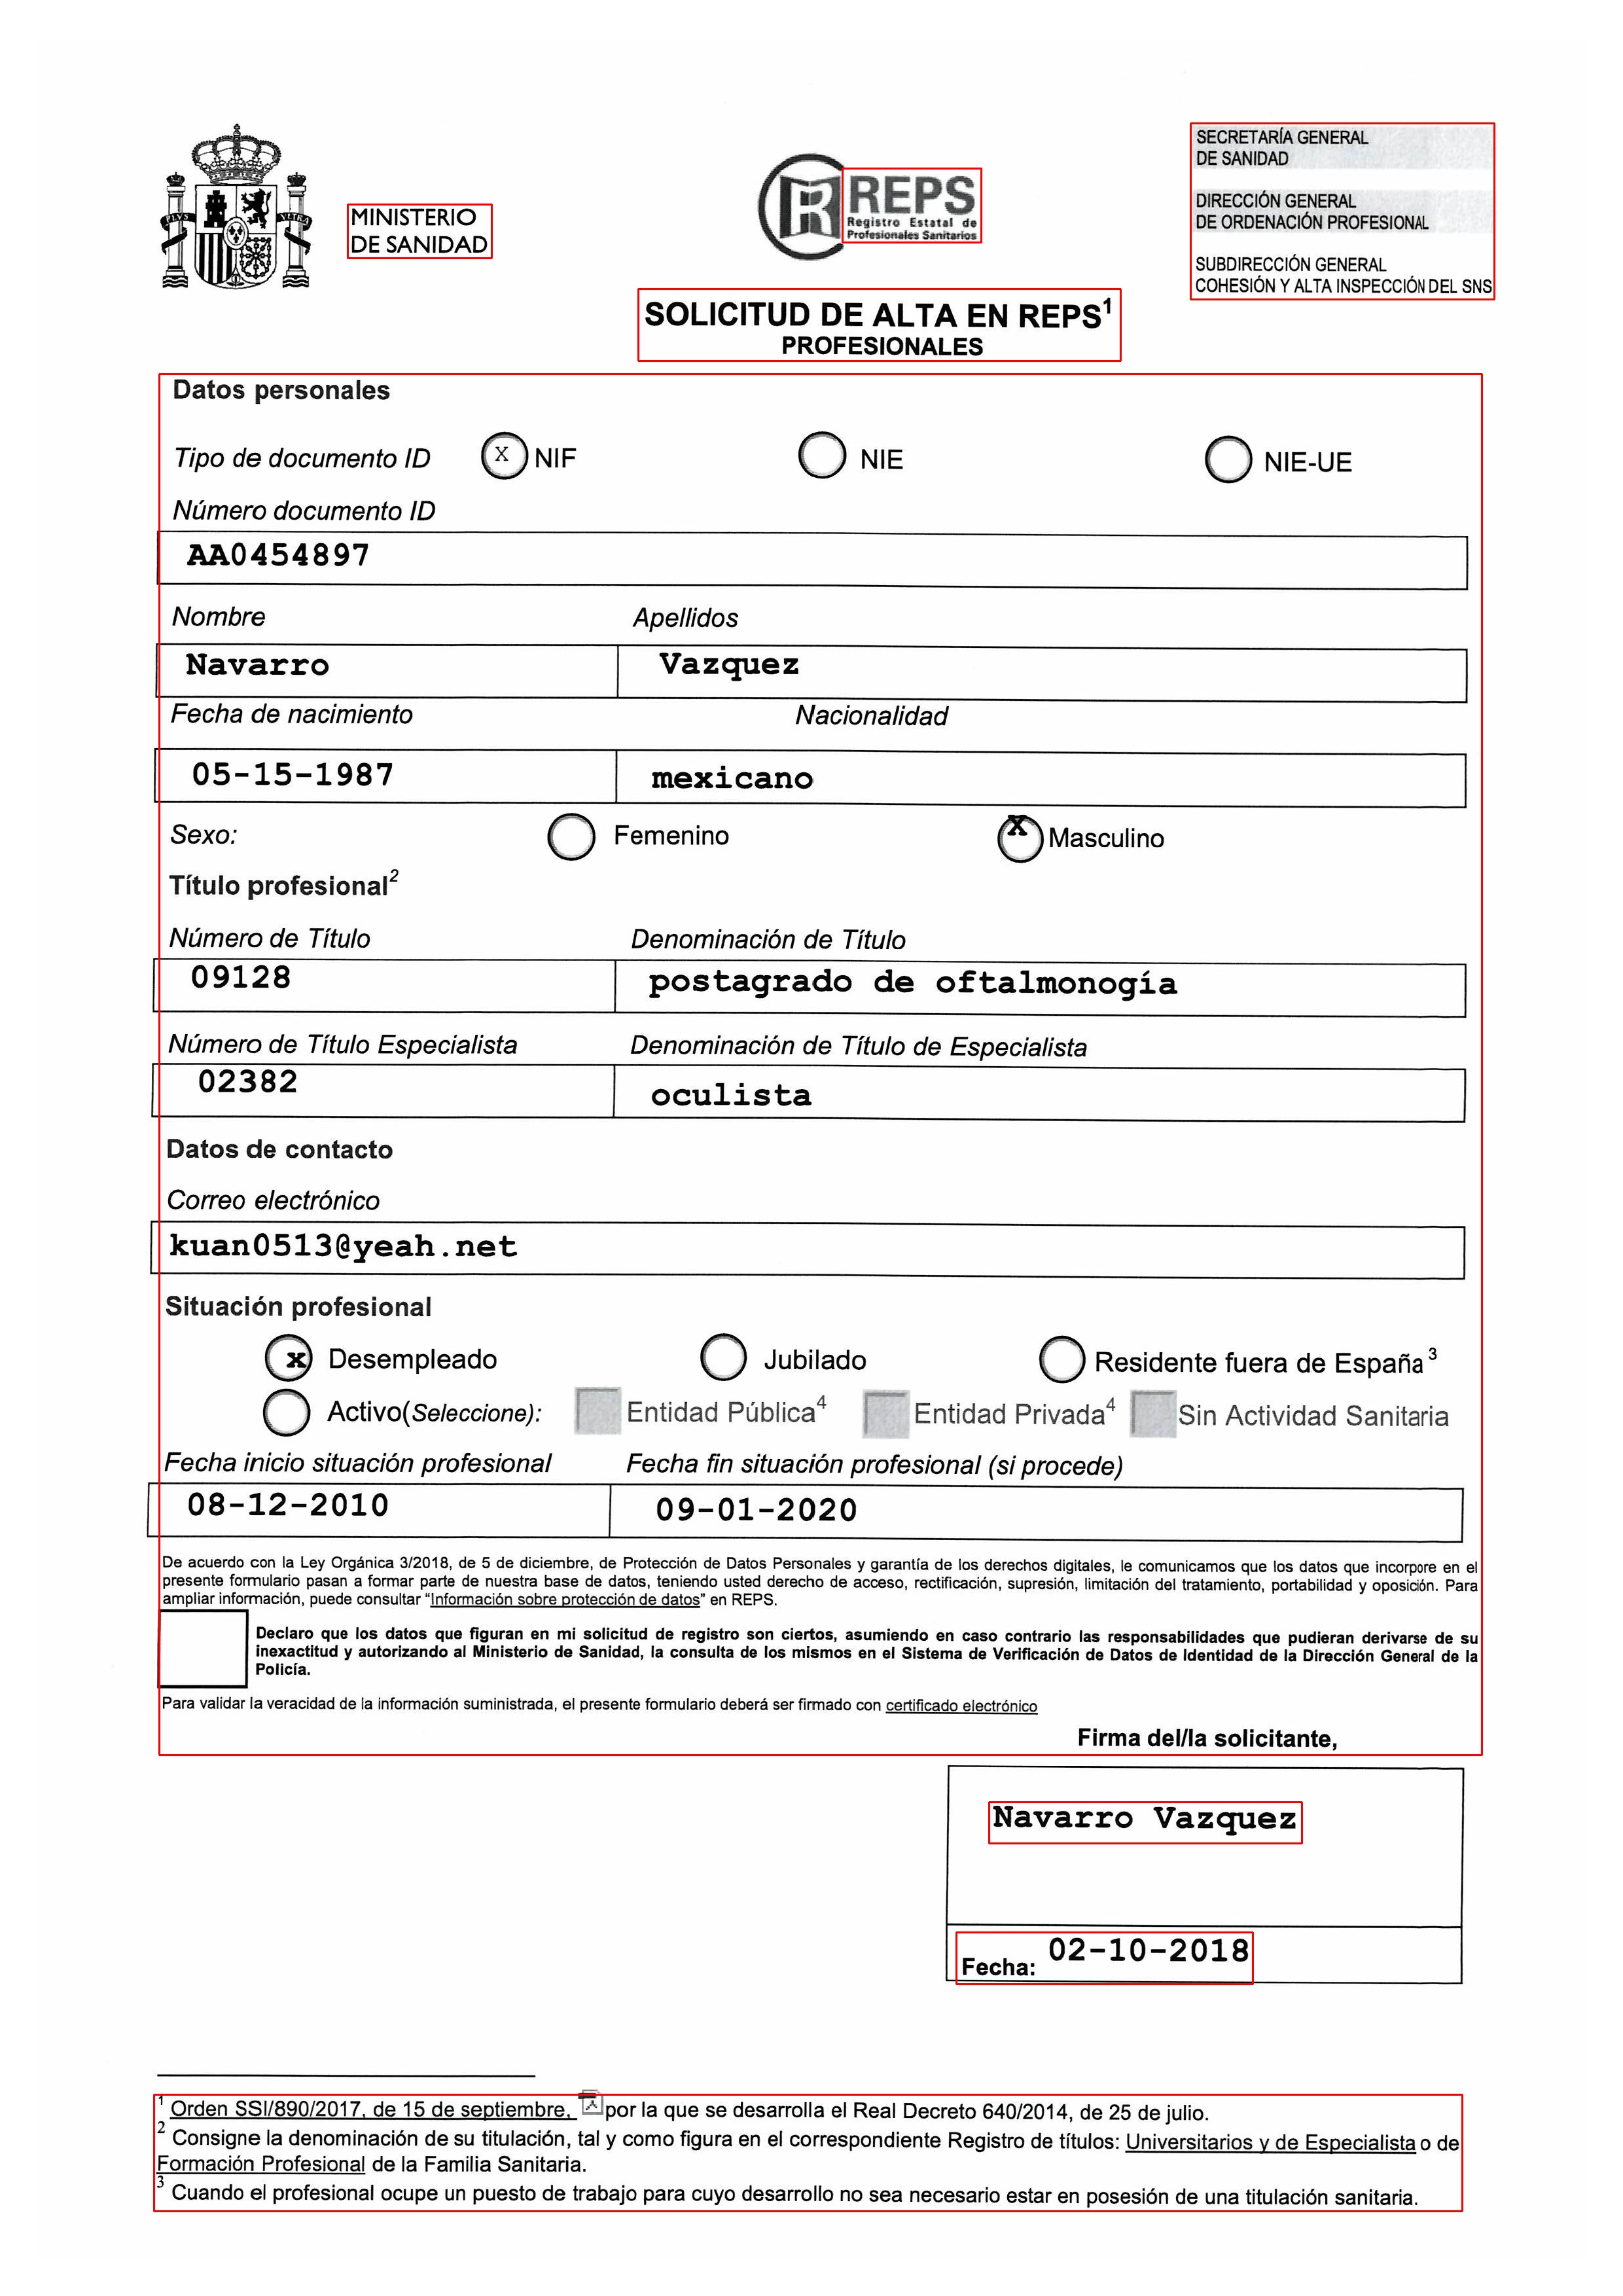 PLVS VLTRA
MINISTERIO
DE SANIDAD
REPS
Registro Estatal de
Profesionales Sanitarios
SECRETARÍA GENERAL
DE SANIDAD
DIRECCIÓN GENERAL
DE ORDENACIÓN PROFESIONAL
SUBDIRECCIÓN GENERAL
COHESIÓN Y ALTA INSPECCIÓN DEL SNS
SOLICITUD DE ALTA EN REPS¹
PROFESIONALES
Datos personales
Tipo de documento ID X NIF NIE NIE-UE
Número documento ID
AA0454897
Nombre Apellidos
Navarro Vazquez
Fecha de nacimiento Nacionalidad
05-15-1987 mexicano
Sexo: Femenino X Masculino
Título profesional²
Número de Título Denominación de Título
09128 postagrado de oftalmonogía
Número de Título Especialista Denominación de Título de Especialista
02382 oculista
Datos de contacto
Correo electrónico
kuan0513@yeah.net
Situación profesional
x Desempleado Jubilado Residente fuera de España³
Activo(Seleccione): Entidad Pública⁴ Entidad Privada⁴ Sin Actividad Sanitaria
Fecha inicio situación profesional Fecha fin situación profesional (si procede)
08-12-2010 09-01-2020
De acuerdo con la Ley Orgánica 3/2018, de 5 de diciembre, de Protección de Datos Personales y garantía de los derechos digitales, le comunicamos que los datos que incorpore en el
presente formulario pasan a formar parte de nuestra base de datos, teniendo usted derecho de acceso, rectificación, supresión, limitación del tratamiento, portabilidad y oposición. Para
ampliar información, puede consultar “Información sobre protección de datos” en REPS.
Declaro que los datos que figuran en mi solicitud de registro son ciertos, asumiendo en caso contrario las responsabilidades que pudieran derivarse de su
inexactitud y autorizando al Ministerio de Sanidad, la consulta de los mismos en el Sistema de Verificación de Datos de Identidad de la Dirección General de la
Policía.
Para validar la veracidad de la información suministrada, el presente formulario deberá ser firmado con certificado electrónico
Firma del/la solicitante,
Navarro Vazquez
Fecha: 02-10-2018
¹ Orden SSI/890/2017, de 15 de septiembre, por la que se desarrolla el Real Decreto 640/2014, de 25 de julio.
² Consigne la denominación de su titulación, tal y como figura en el correspondiente Registro de títulos: Universitarios y de Especialista o de
Formación Profesional de la Familia Sanitaria.
³ Cuando el profesional ocupe un puesto de trabajo para cuyo desarrollo no sea necesario estar en posesión de una titulación sanitaria.